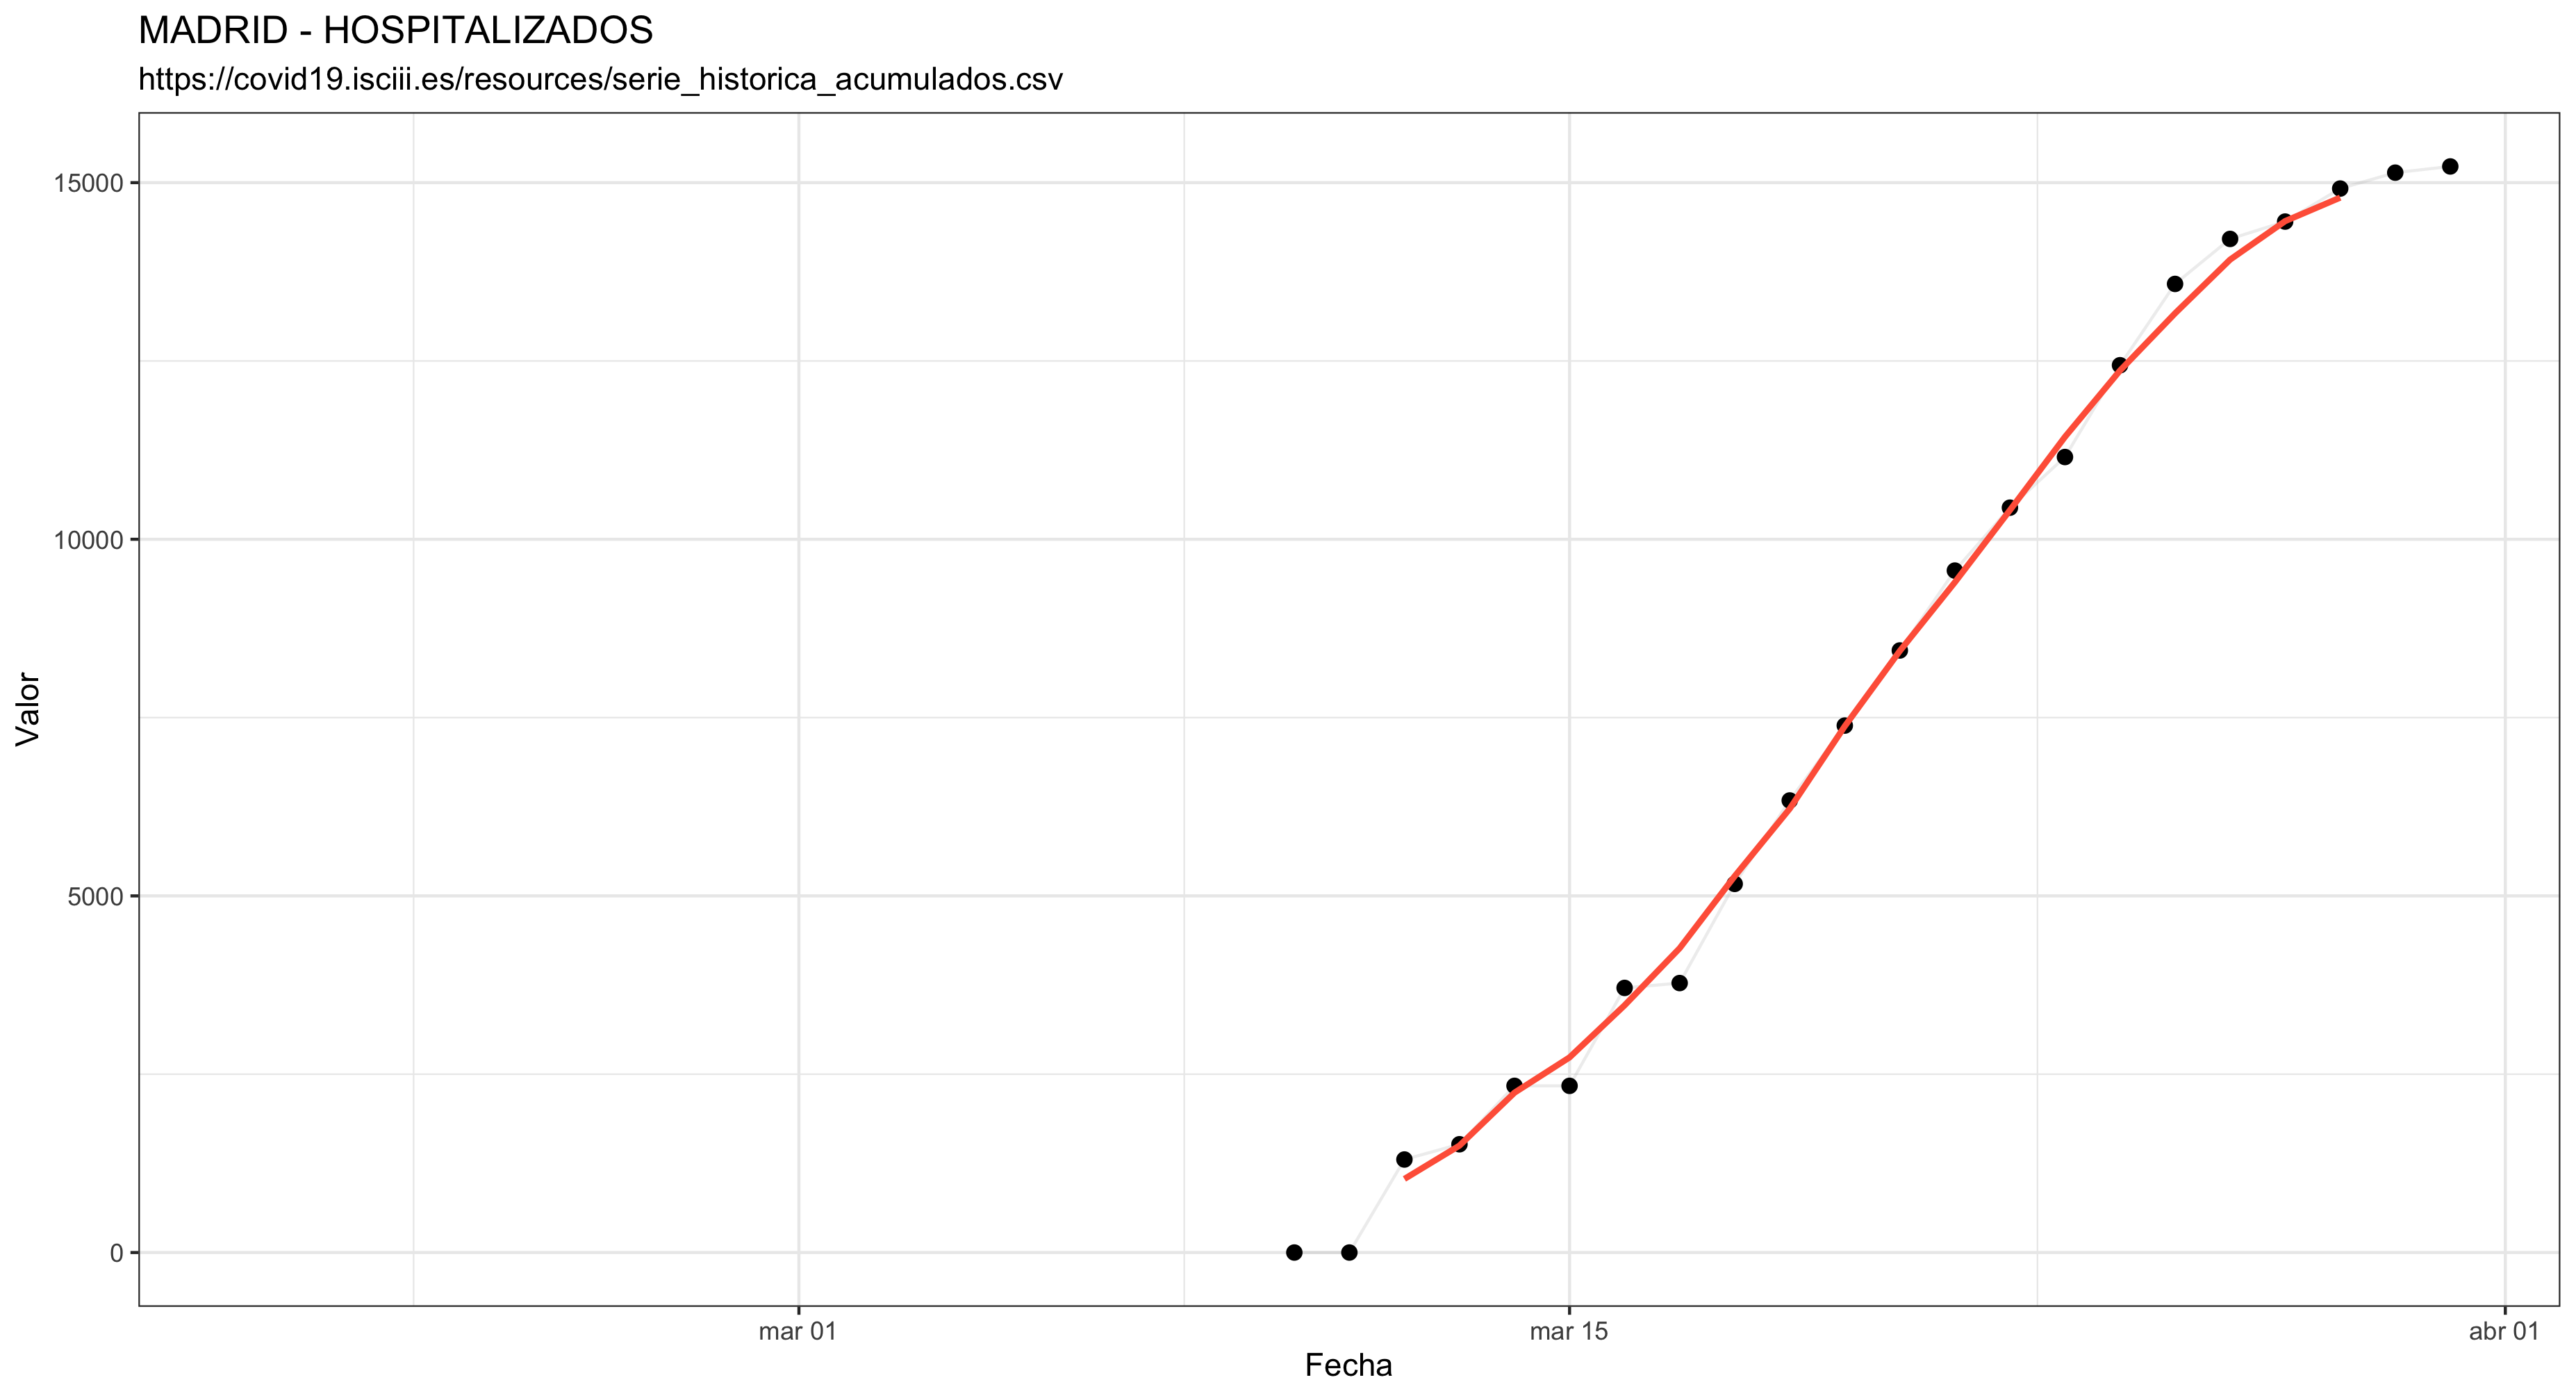 MADRID - HOSPITALIZADOS
https://covid19.isciii.es/resources/serie_historica_acumulados.csv
15000
10000
5000
0
Valor
mar 01
mar 15
abr 01
Fecha